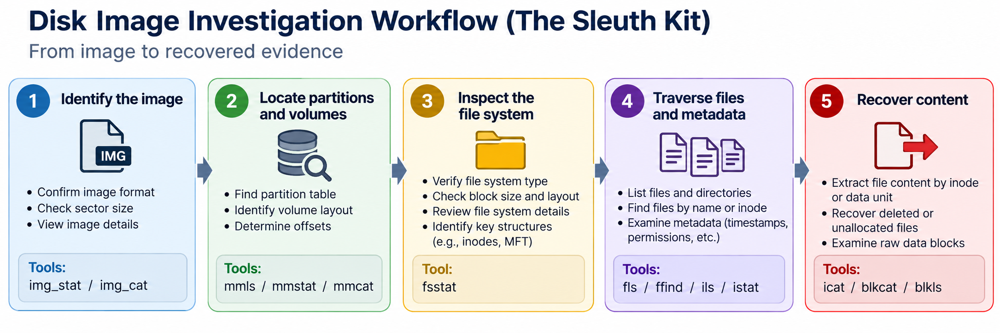 Disk Image Investigation Workflow (The Sleuth Kit)
From image to recovered evidence
1
Identify the image
IMG
• Confirm image format
• Check sector size
• View image details
Tools:
img_stat / img_cat
2
Locate partitions
and volumes
• Find partition table
• Identify volume layout
• Determine offsets
Tools:
mmls / mmstat / mmcat
3
Inspect the
file system
• Verify file system type
• Check block size and layout
• Review file system details
• Identify key structures
(e.g., inodes, MFT)
Tool:
fsstat
4
Traverse files
and metadata
• List files and directories
• Find files by name or inode
• Examine metadata (timestamps,
permissions, etc.)
Tools:
fls / ffind / ils / istat
5
Recover content
• Extract file content by inode
or data unit
• Recover deleted or
unallocated files
• Examine raw data blocks
Tools:
icat / blkcat / blkls